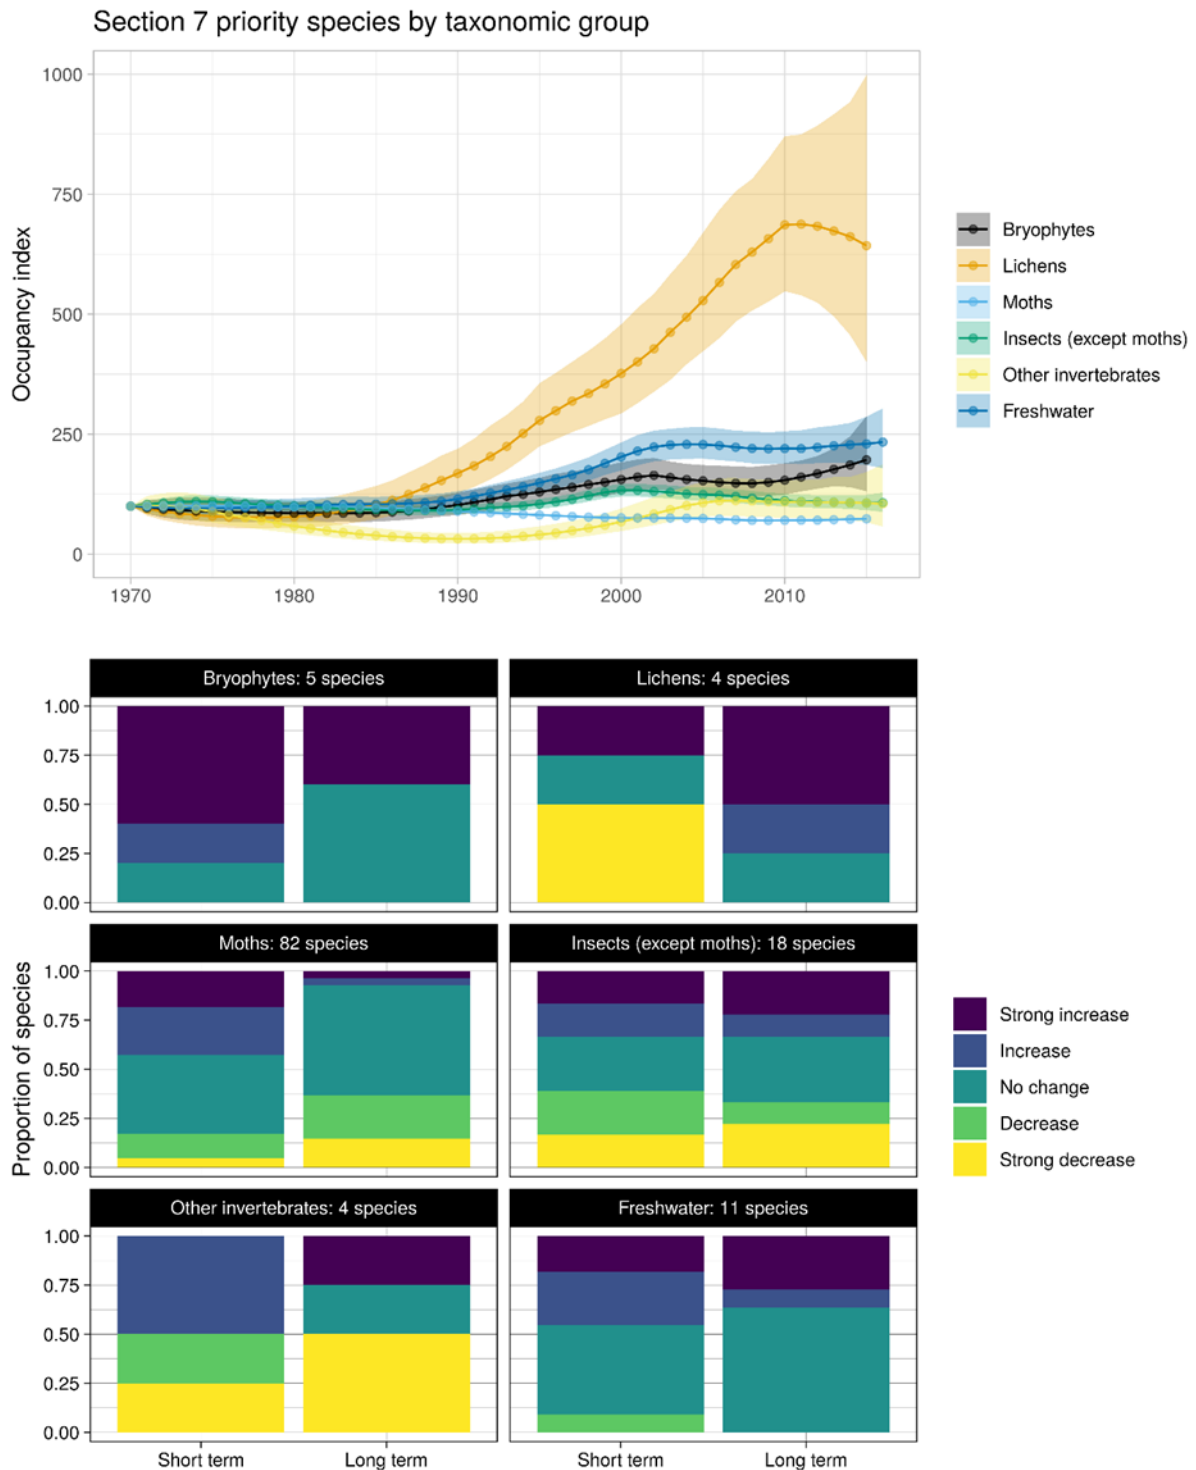 Section 7 priority species by taxonomic group
Occupancy index
1000
750
500
250
0
1970 1980 1990 2000 2010
Bryophytes
Lichens
Moths
Insects (except moths)
Other invertebrates
Freshwater
Proportion of species
Bryophytes: 5 species
Lichens: 4 species
1.00
0.75
0.50
0.25
0.00
Moths: 82 species
Insects (except moths): 18 species
1.00
0.75
0.50
0.25
0.00
Other invertebrates: 4 species
Freshwater: 11 species
1.00
0.75
0.50
0.25
0.00
Short term Long term Short term Long term
Strong increase
Increase
No change
Decrease
Strong decrease